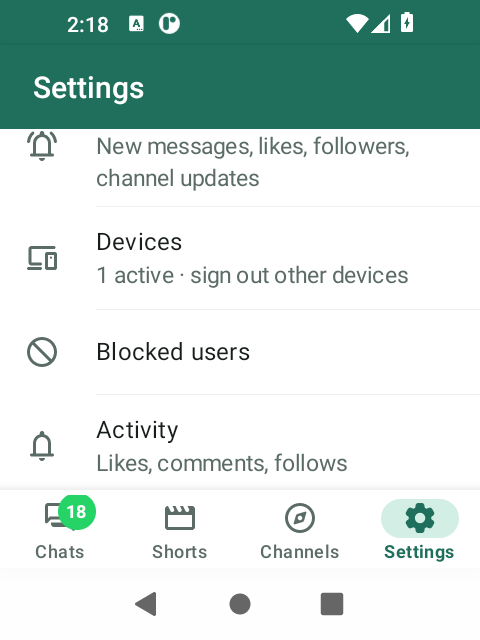 2:18
Settings
New messages, likes, followers,
channel updates
Devices
1 active · sign out other devices
Blocked users
Activity
Likes, comments, follows
18
Chats
Shorts
Channels
Settings